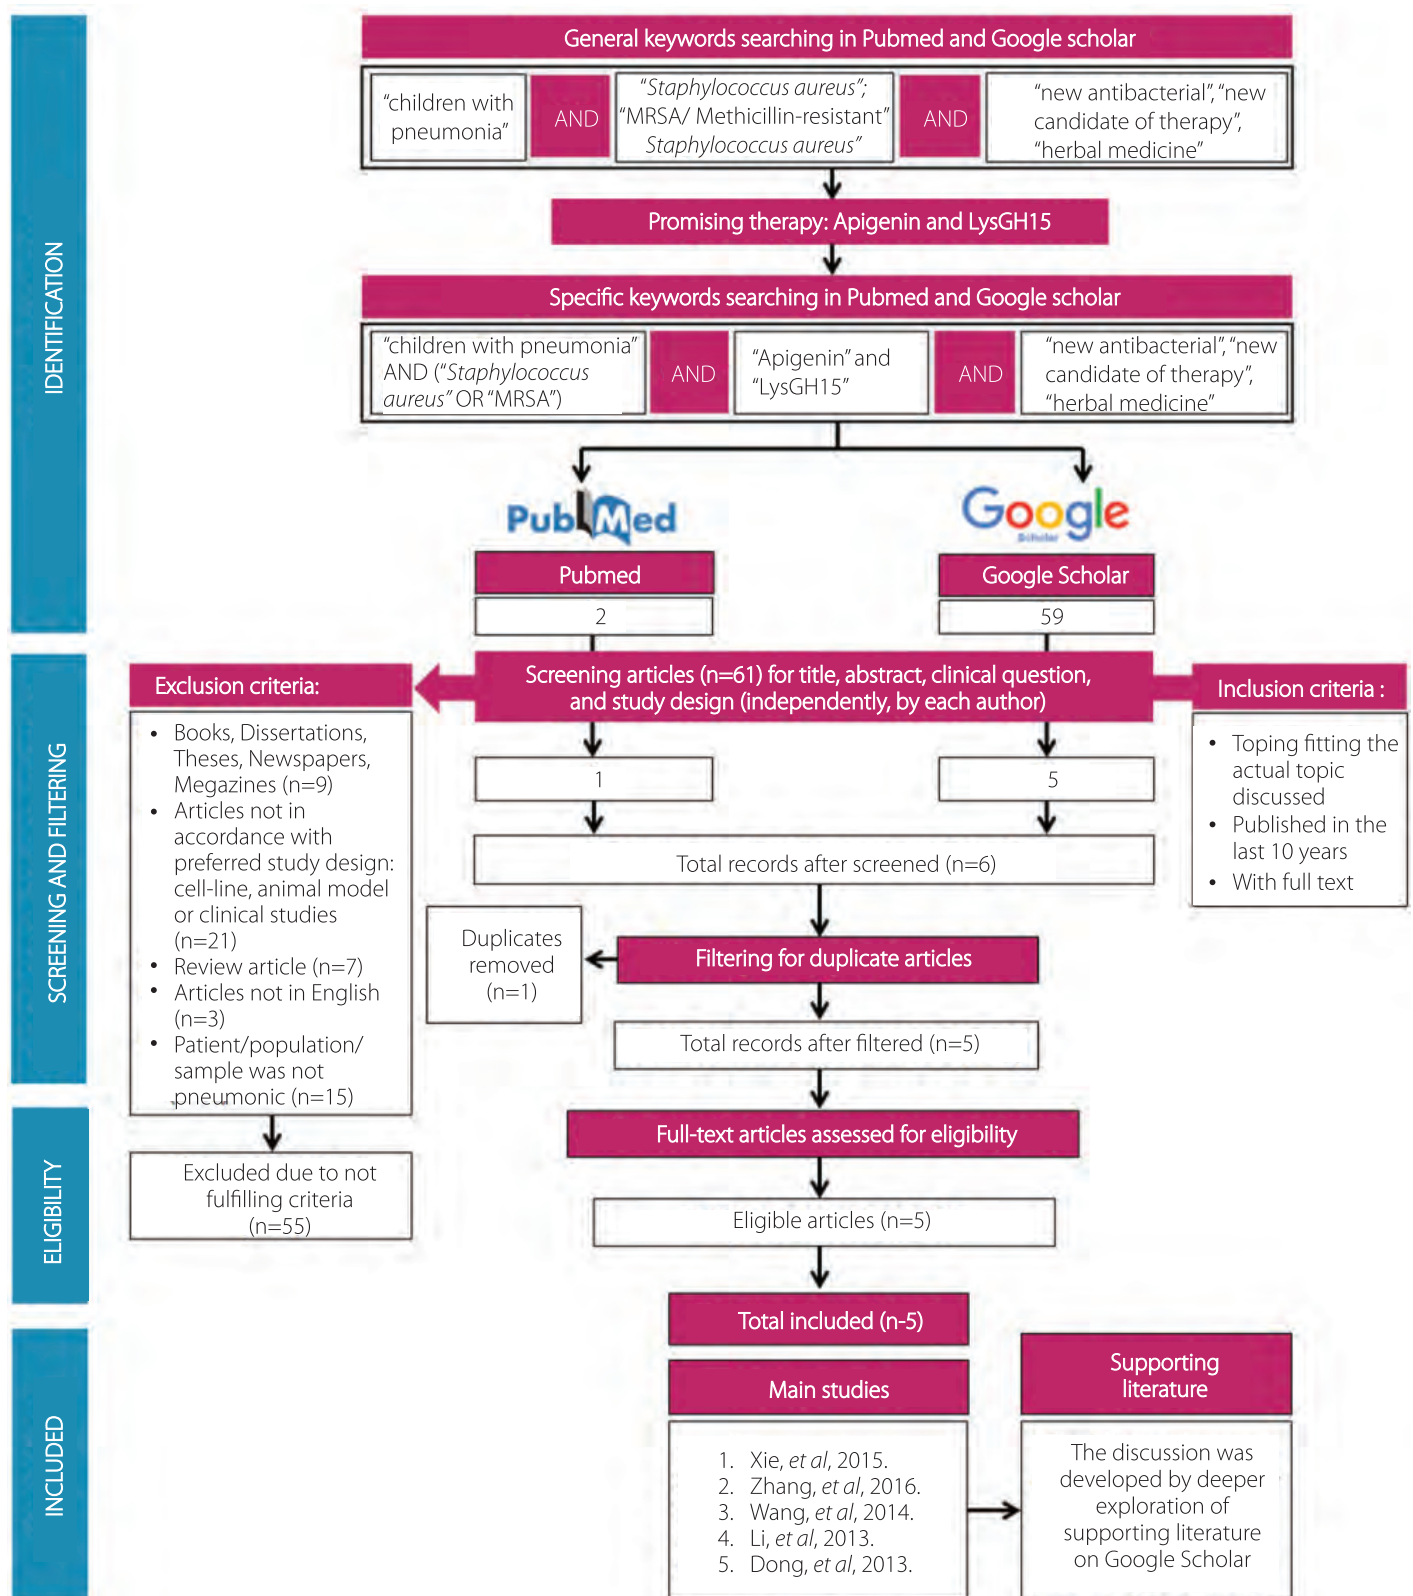 IDENTIFICATION
General keywords searching in Pubmed and Google scholar
“children with
pneumonia”
AND
“Staphylococcus aureus”;
“MRSA/ Methicillin-resistant”
Staphylococcus aureus”
AND
“new antibacterial”, “new
candidate of therapy”,
“herbal medicine”
Promising therapy: Apigenin and LysGH15
Specific keywords searching in Pubmed and Google scholar
“children with pneumonia”
AND (“Staphylococcus
aureus” OR “MRSA”)
AND
“Apigenin” and
“LysGH15”
AND
“new antibacterial”, “new
candidate of therapy”,
“herbal medicine”
PubMed
Google
Scholar
Pubmed
2
Google Scholar
59
SCREENING AND FILTERING
Exclusion criteria:
• Books, Dissertations,
Theses, Newspapers,
Megazines (n=9)
• Articles not in
accordance with
preferred study design:
cell-line, animal model
or clinical studies
(n=21)
• Review article (n=7)
• Articles not in English
(n=3)
• Patient/population/
sample was not
pneumonic (n=15)
Screening articles (n=61) for title, abstract, clinical question,
and study design (independently, by each author)
Inclusion criteria :
• Toping fitting the
actual topic
discussed
• Published in the
last 10 years
• With full text
1
5
Total records after screened (n=6)
Duplicates
removed
(n=1)
Filtering for duplicate articles
Total records after filtered (n=5)
ELIGIBILITY
Full-text articles assessed for eligibility
Excluded due to not
fulfilling criteria
(n=55)
Eligible articles (n=5)
INCLUDED
Total included (n-5)
Main studies
1. Xie, et al, 2015.
2. Zhang, et al, 2016.
3. Wang, et al, 2014.
4. Li, et al, 2013.
5. Dong, et al, 2013.
Supporting
literature
The discussion was
developed by deeper
exploration of
supporting literature
on Google Scholar